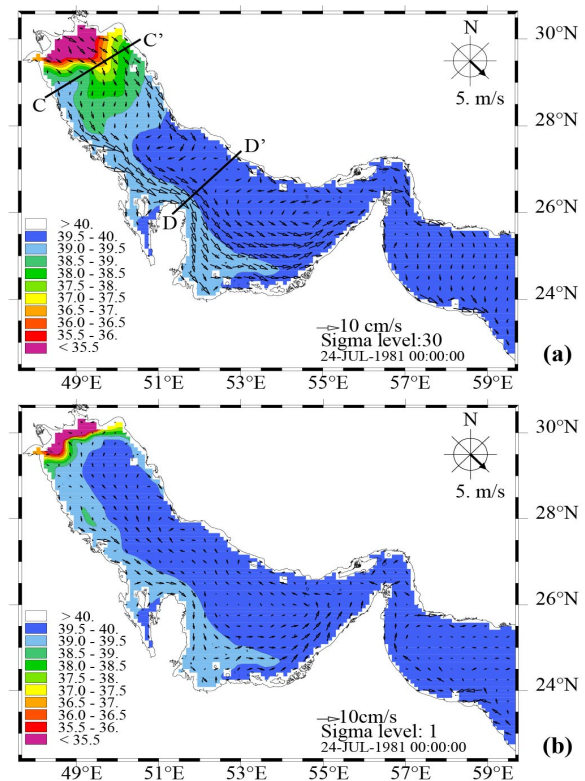 30°N
N
C'
5. m/s
C
28°N
D'
26°N
D
> 40.
39.5 - 40.
39.0 - 39.5
38.5 - 39.
38.0 - 38.5
37.5 - 38.
37.0 - 37.5
36.5 - 37.
36.0 - 36.5
35.5 - 36.
< 35.5
24°N
10 cm/s
Sigma level:30
24-JUL-1981 00:00:00
(a)
49°E 51°E 53°E 55°E 57°E 59°E
30°N
N
5. m/s
28°N
26°N
> 40.
39.5 - 40.
39.0 - 39.5
38.5 - 39.
38.0 - 38.5
37.5 - 38.
37.0 - 37.5
36.5 - 37.
36.0 - 36.5
35.5 - 36.
< 35.5
24°N
10cm/s
Sigma level: 1
24-JUL-1981 00:00:00
(b)
49°E 51°E 53°E 55°E 57°E 59°E